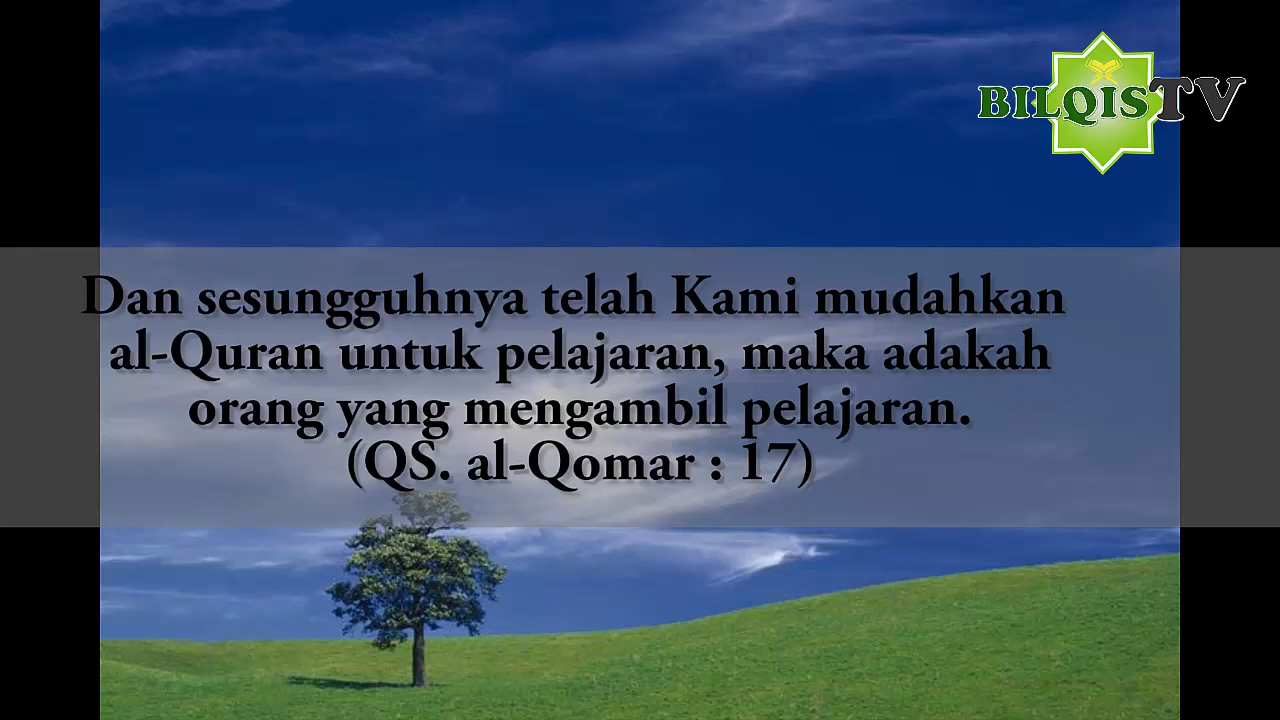 BILQISTV
Dan sesungguhnya telah Kami mudahkan
al-Quran untuk pelajaran, maka adakah
orang yang mengambil pelajaran.
(QS. al-Qomar : 17)